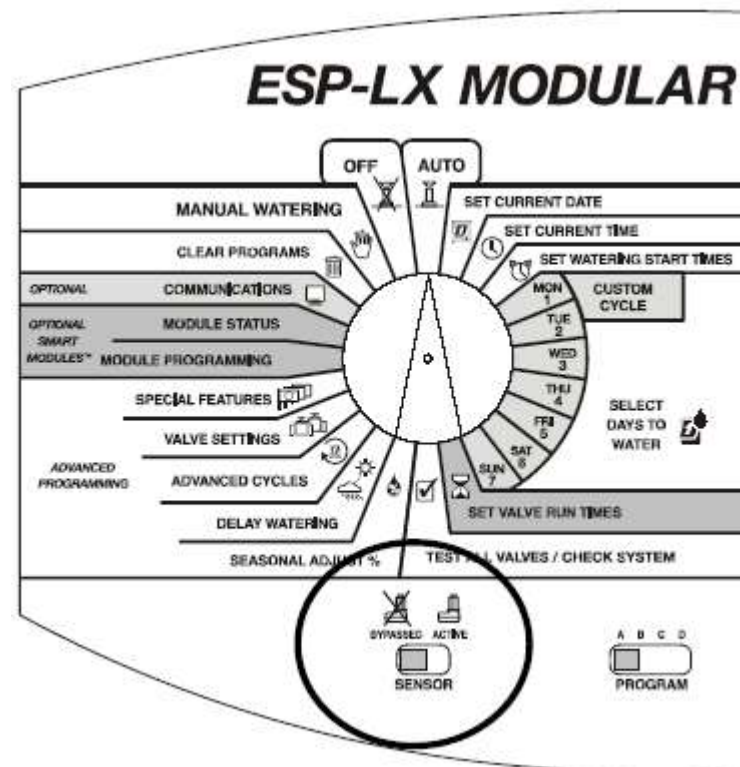 ESP-LX MODULAR
OFF
AUTO
MANUAL WATERING
CLEAR PROGRAMS
OPTIONAL
COMMUNICATIONS
OPTIONAL
SMART
MODULES™
MODULE STATUS
MODULE PROGRAMMING
SPECIAL FEATURES
VALVE SETTINGS
ADVANCED
PROGRAMMING
ADVANCED CYCLES
DELAY WATERING
SEASONAL ADJUST %
SET CURRENT DATE
SET CURRENT TIME
SET WATERING START TIMES
CUSTOM
CYCLE
MON
1
TUE
2
WED
3
THU
4
FRI
5
SAT
6
SUN
7
SELECT
DAYS TO
WATER
SET VALVE RUN TIMES
TEST ALL VALVES / CHECK SYSTEM
BYPASSED ACTIVE
SENSOR
A B C D
PROGRAM